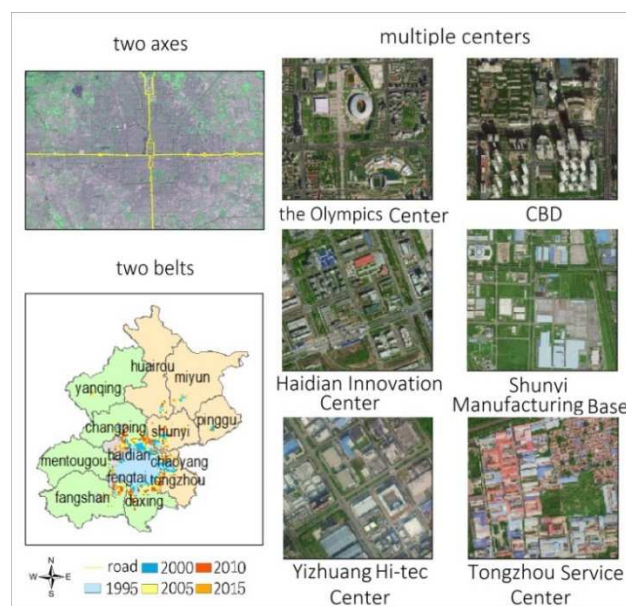 two axes
multiple centers
the Olympics Center
CBD
two belts
huairou
miyun
yanqing
changping
shunyi
pinggu
haidian
chaoyang
mentougou
fengtai
tongzhou
fangshan
daxing
Haidian Innovation
Center
Shunvi
Manufacturing Base
N
W
E
S
road
2000
2010
1995
2005
2015
Yizhuang Hi-tec
Center
Tongzhou Service
Center